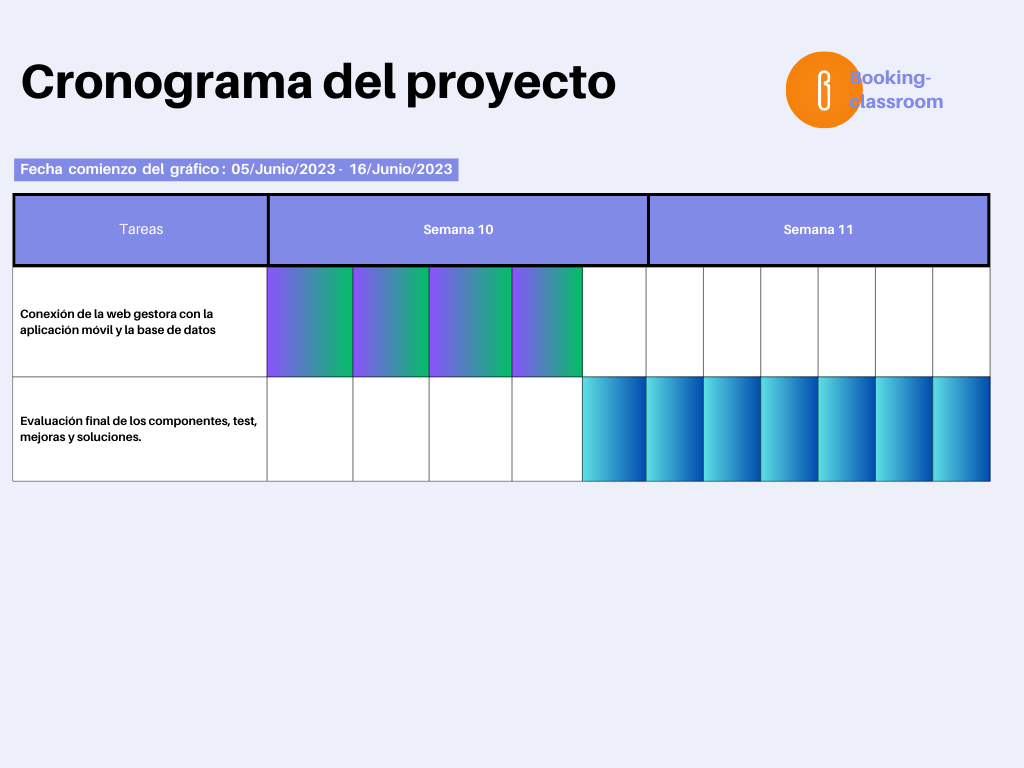 Cronograma del proyecto
Booking-
classroom
Fecha comienzo del gráfico: 05/Junio/2023 - 16/Junio/2023
Tareas
Semana 10
Semana 11
Conexión de la web gestora con la
aplicación móvil y la base de datos
Evaluación final de los componentes, test,
mejoras y soluciones.